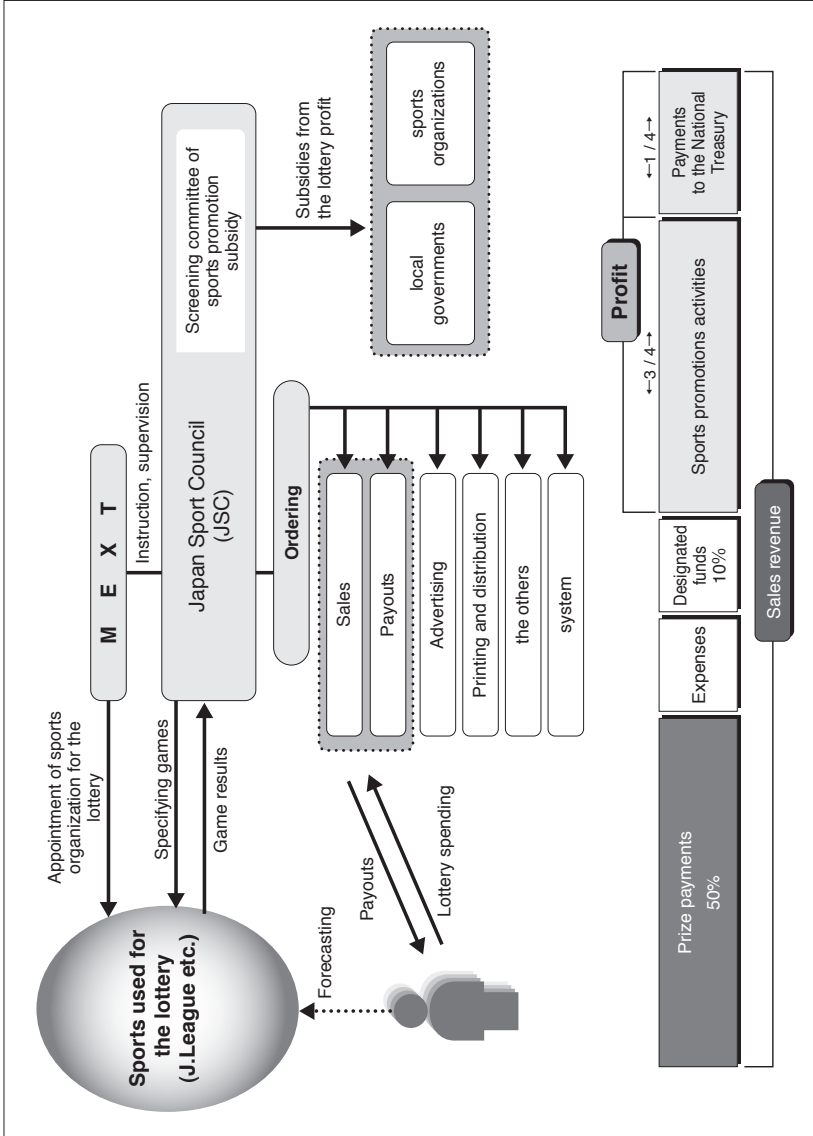 M E X T
Appointment of sports
organization for the
lottery
Instruction, supervision
Sports used for
the lottery
(J.League etc.)
Specifying games
Game results
Japan Sport Council
(JSC)
Screening committee of
sports promotion
subsidy
Ordering
Subsidies from
the lottery profit
Forecasting
Payouts
Lottery spending
Sales
Payouts
Advertising
Printing and distribution
the others
system
local
governments
sports
organizations
Profit
←3 / 4→
←1 / 4→
Prize payments
50%
Expenses
Designated
funds
10%
Sports promotions activities
Payments
to the National
Treasury
Sales revenue